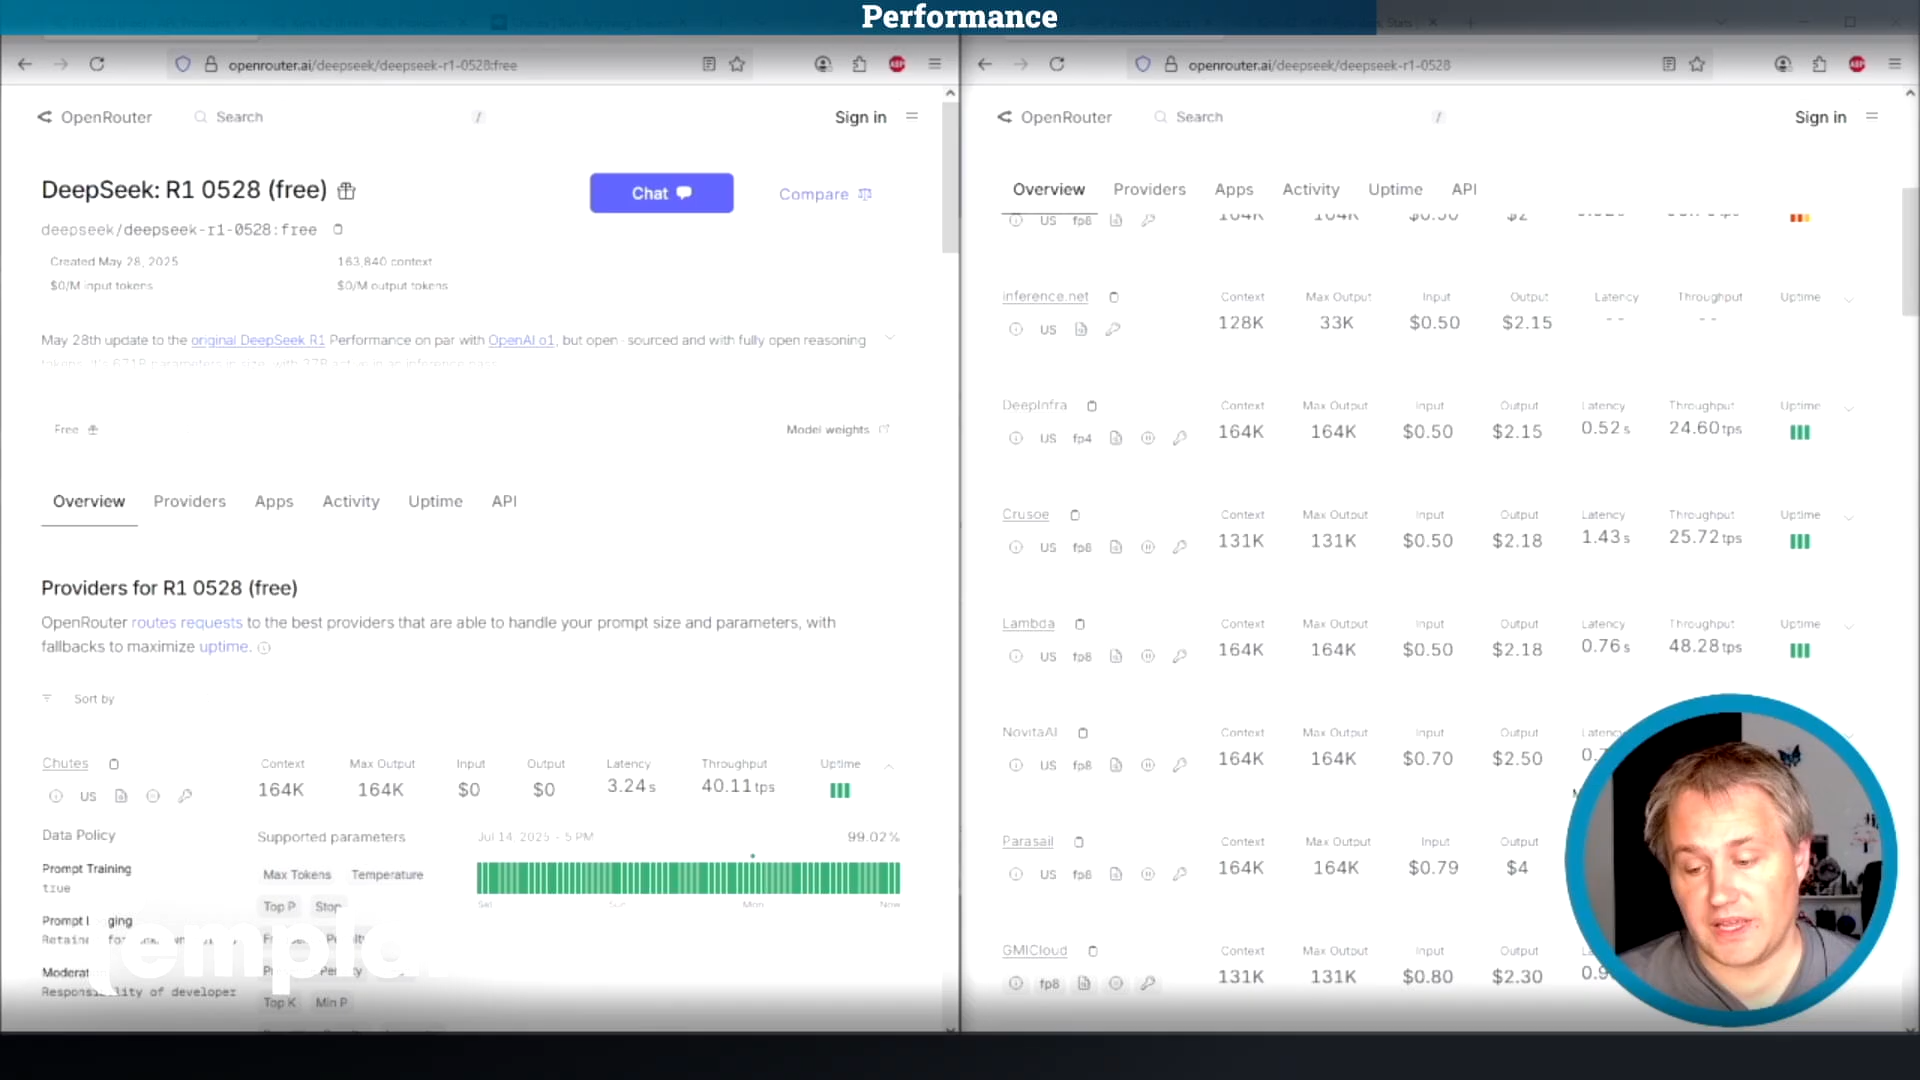 Performance
openrouter.ai/deepseek/deepseek-r1-0528:free
OpenRouter
Search
/
Sign in
DeepSeek: R1 0528 (free)
Chat
Compare
deepseek/deepseek-r1-0528:free
Created May 28, 2025
163,840 context
$0/M input tokens
$0/M output tokens
May 28th update to the original DeepSeek R1 Performance on par with OpenAI o1, but open-sourced and with fully open reasoning
Free
Model weights
Overview Providers Apps Activity Uptime API
Providers for R1 0528 (free)
OpenRouter routes requests to the best providers that are able to handle your prompt size and parameters, with
fallbacks to maximize uptime.
Sort by
Chutes
Context Max Output Input Output Latency Throughput Uptime
164K 164K $0 $0 3.24s 40.11tps
US
Data Policy
Supported parameters
Jul 14, 2025 - 5 PM
99.02%
Prompt Training
true
Max Tokens Temperature
Top P Stop
Sat Sun Mon Now
Responsibility of developer
Top K Min P
openrouter.ai/deepseek/deepseek-r1-0528
OpenRouter
Search
/
Sign in
Overview Providers Apps Activity Uptime API
US fp8
164K 164K $0.50 $2
inference.net
Context Max Output Input Output Latency Throughput Uptime
128K 33K $0.50 $2.15 -- --
US
DeepInfra
Context Max Output Input Output Latency Throughput Uptime
164K 164K $0.50 $2.15 0.52s 24.60tps
US fp4
Crusoe
Context Max Output Input Output Latency Throughput Uptime
131K 131K $0.50 $2.18 1.43s 25.72tps
US fp8
Lambda
Context Max Output Input Output Latency Throughput Uptime
164K 164K $0.50 $2.18 0.76s 48.28tps
US fp8
NovitaAI
Context Max Output Input Output
164K 164K $0.70 $2.50
US fp8
Parasail
Context Max Output Input Output
164K 164K $0.79 $4
US fp8
GMICloud
Context Max Output Input Output
131K 131K $0.80 $2.30
fp8